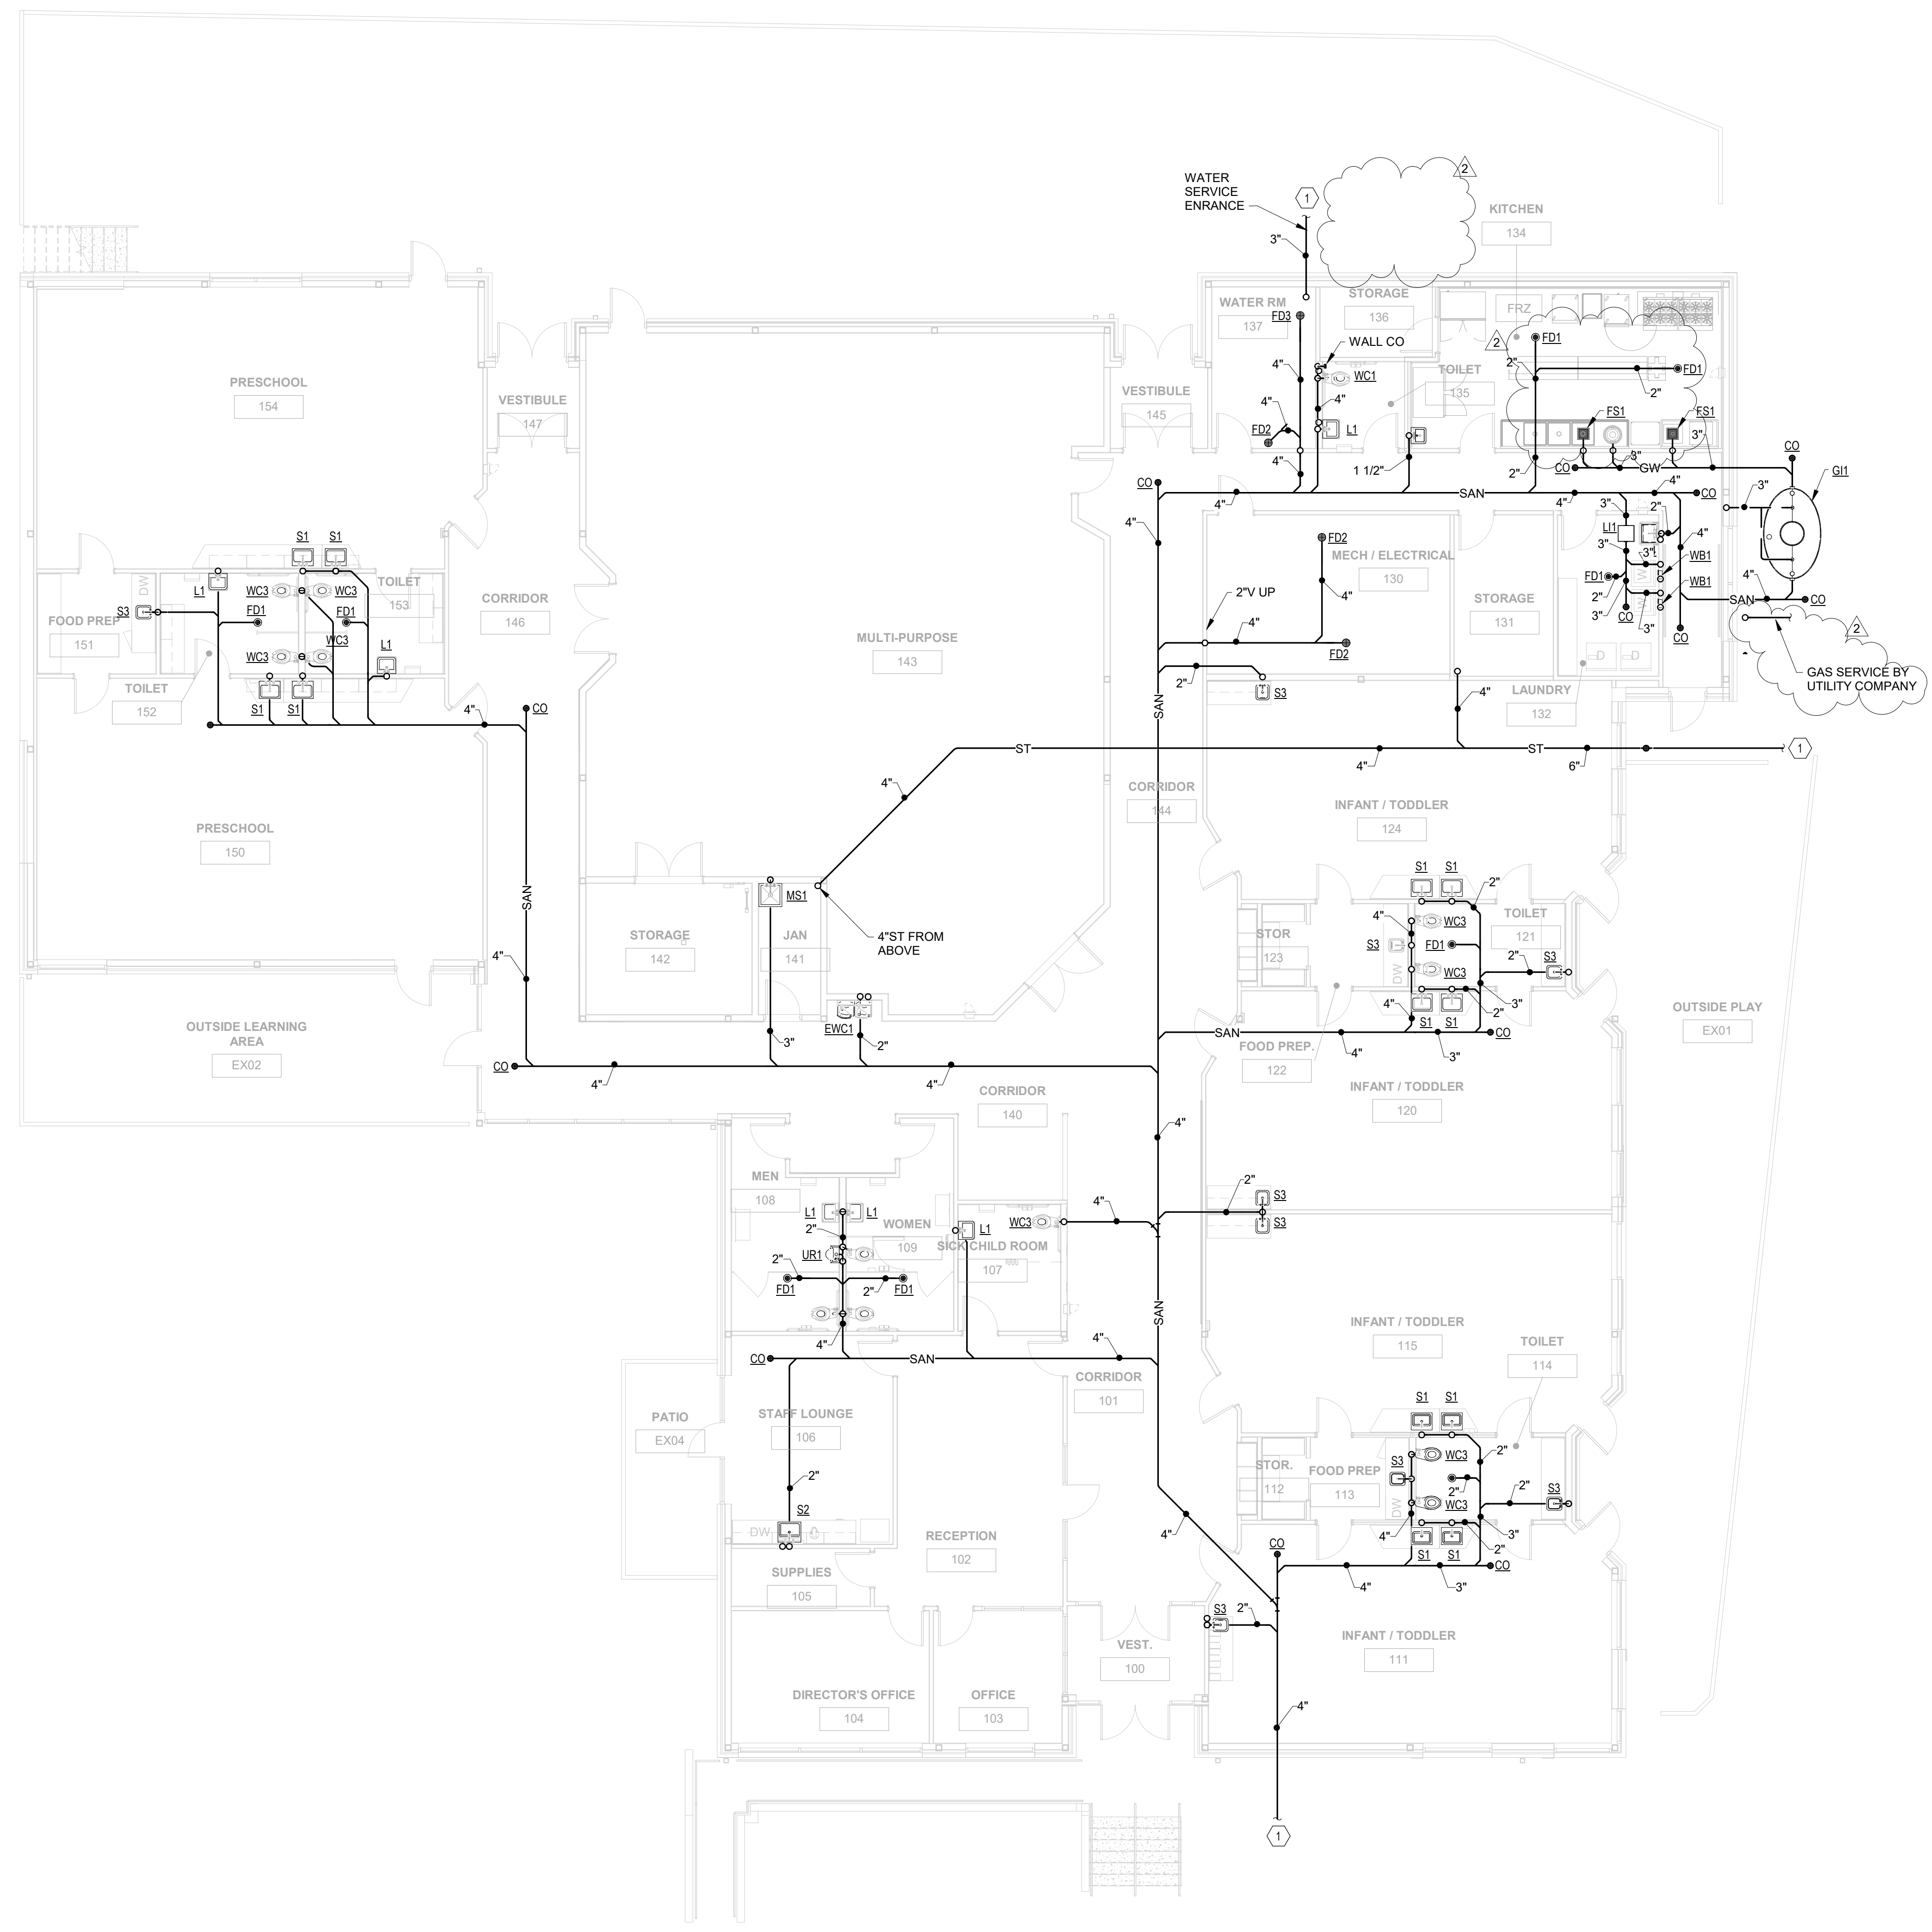 WATER
SERVICE
ENRANCE
1
3"
2
KITCHEN
134
WATER RM
137
STORAGE
136
FRZ
FD3
WALL CO
2
FD1
2"
FD1
2"
PRESCHOOL
154
VESTIBULE
147
VESTIBULE
145
4"
4"
FD2
4"
WC1
4"
L1
TOILET
135
1 1/2"
FS1
FS1
3"
3"
2"
CO
GW
CO
GI1
CO
4"
SAN
4"
4"
CO
3"
4"
3"
LI1
2"
4"
3"
3"
W
WB1
FD1
2"
W
WB1
3"
CO
3"
4"
SAN
CO
CO
S1
S1
TOILET
153
DW
L1
WC3
WC3
S3
FD1
FD1
FOOD PREP
151
WC3
L1
WC3
TOILET
152
S1
S1
CORRIDOR
146
MULTI-PURPOSE
143
FD2
MECH / ELECTRICAL
130
4"
2"V UP
4"
FD2
STORAGE
131
2"
S3
D
D
LAUNDRY
132
4"
2
GAS SERVICE BY
UTILITY COMPANY
4"
CO
SAN
ST
4"
ST
6"
1
4"
CORRIDOR
144
INFANT / TODDLER
124
PRESCHOOL
150
SAN
S1
S1
2"
MS1
4"ST FROM
ABOVE
STORAGE
142
JAN
141
STOR
123
4"
S3
DW
WC3
FD1
WC3
TOILET
121
S3
2"
4"
4"
2"
3"
S1
S1
EWC1
3"
2"
SAN
4"
3"
CO
FOOD PREP.
122
OUTSIDE LEARNING
AREA
EX02
OUTSIDE PLAY
EX01
CO
4"
4"
CORRIDOR
140
4"
INFANT / TODDLER
120
MEN
108
L1
L1
2"
UR1
WOMEN
109
L1
WC3
4"
SICK CHILD ROOM
107
2"
S3
S3
2"
FD1
2"
FD1
4"
SAN
CO
SAN
4"
INFANT / TODDLER
115
TOILET
114
CORRIDOR
101
PATIO
EX04
STAFF LOUNGE
106
S1
S1
2"
STOR.
112
FOOD PREP
113
S3
WC3
2"
WC3
DW
2"
S3
4"
3"
2"
S1
S1
2"
S2
DW
RECEPTION
102
4"
CO
CO
4"
3"
SUPPLIES
105
S3
2"
VEST.
100
INFANT / TODDLER
111
DIRECTOR'S OFFICE
104
OFFICE
103
4"
1